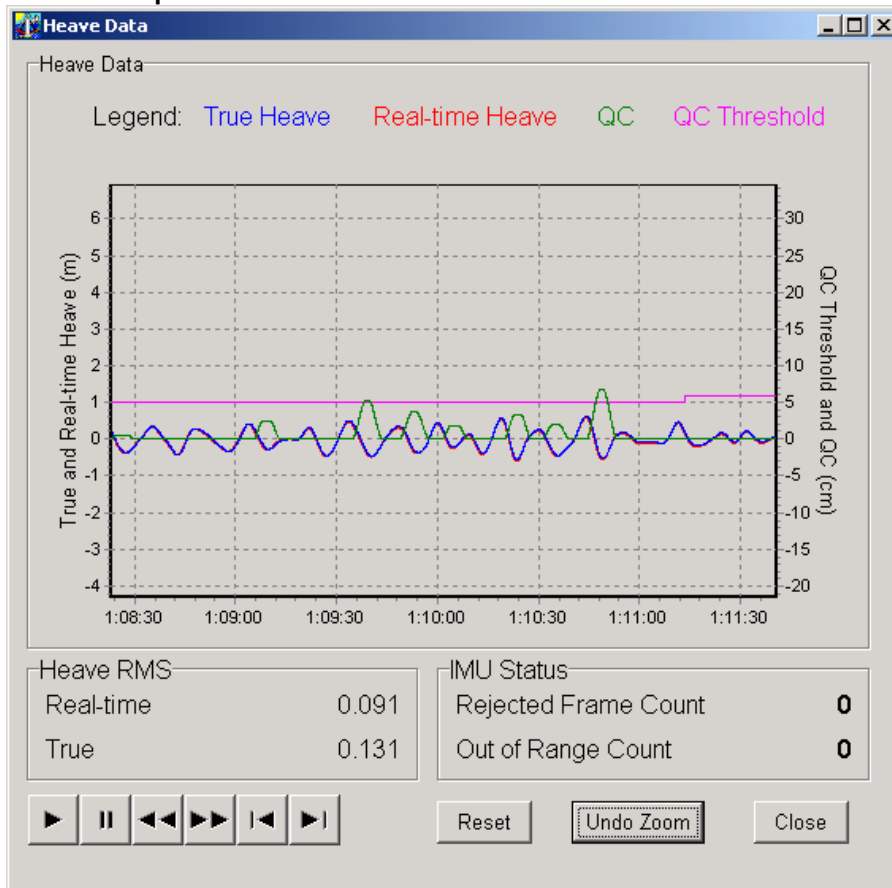 Heave Data
Heave Data
Legend: True Heave Real-time Heave QC QC Threshold
True and Real-time Heave (m)
6
5
4
3
2
1
0
-1
-2
-3
-4
30
25
20
15
10
5
0
-5
-10
-15
-20
QC Threshold and QC (cm)
1:08:30 1:09:00 1:09:30 1:10:00 1:10:30 1:11:00 1:11:30
Heave RMS
Real-time 0.091
True 0.131
IMU Status
Rejected Frame Count 0
Out of Range Count 0
Reset Undo Zoom Close